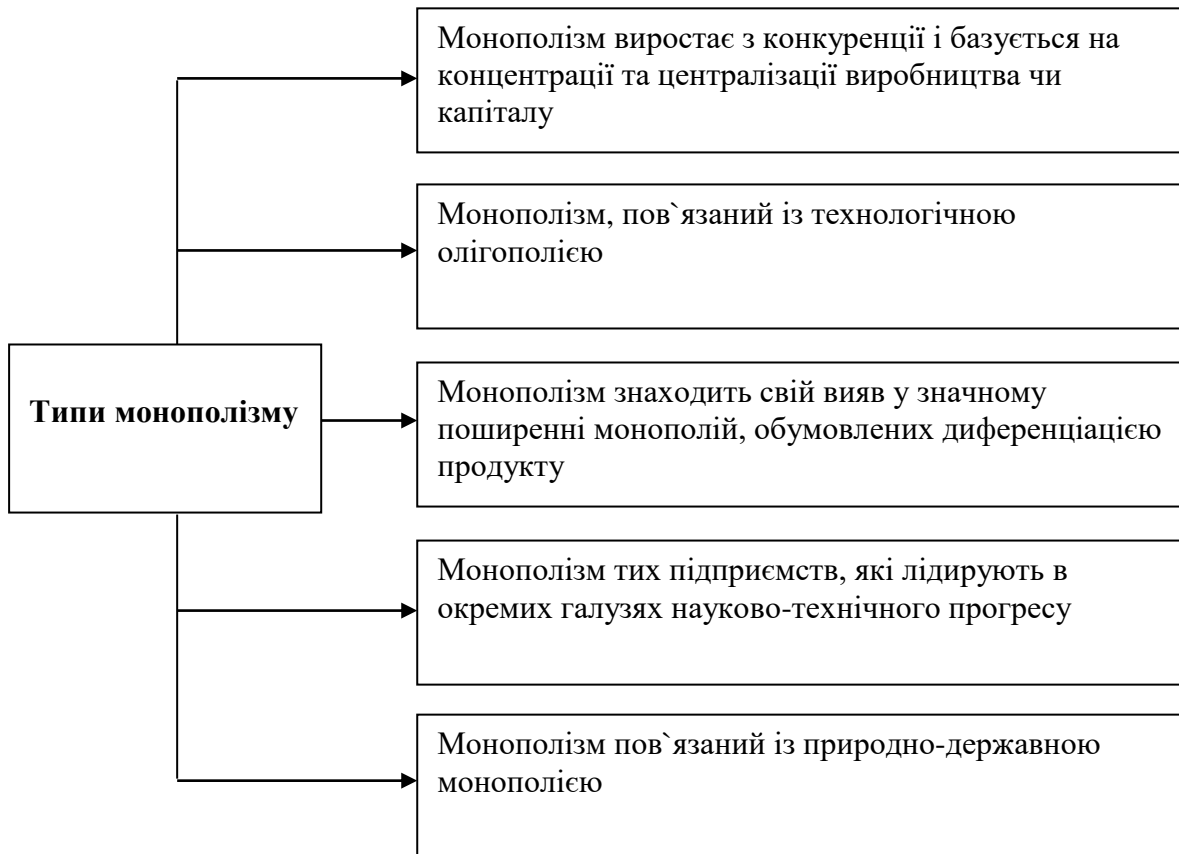 Монополізм виростає з конкуренції і базується на
концентрації та централізації виробництва чи
капіталу
Монополізм, пов`язаний із технологічною
олігополією
Типи монополізму
Монополізм знаходить свій вияв у значному
поширенні монополій, обумовлених диференціацією
продукту
Монополізм тих підприємств, які лідирують в
окремих галузях науково-технічного прогресу
Монополізм пов`язаний із природно-державною
монополією